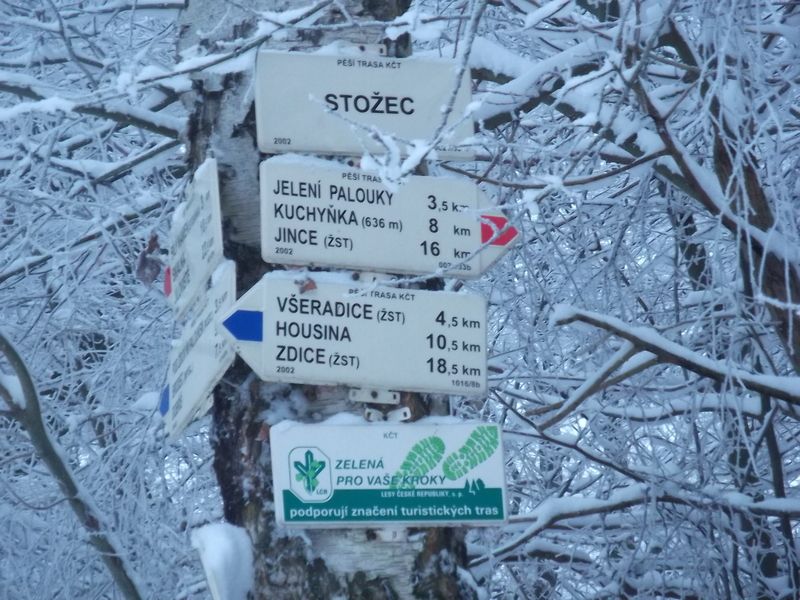 PĚŠÍ TRASA KČT
STOŽEC
2002
PĚŠÍ TRASA
JELENÍ PALOUKY 3,5 km
KUCHYŇKA (636 m) 8 km
JINCE (ŽST) 16 km
2002
PĚŠÍ TRASA KČT
VŠERADICE (ŽST) 4,5 km
HOUSINA 10,5 km
ZDICE (ŽST) 18,5 km
2002 1016/8b
KČT
ZELENÁ
PRO VAŠE KROKY
LČR
LESY ČESKÉ REPUBLIKY, s. p.
podporují značení turistických tras